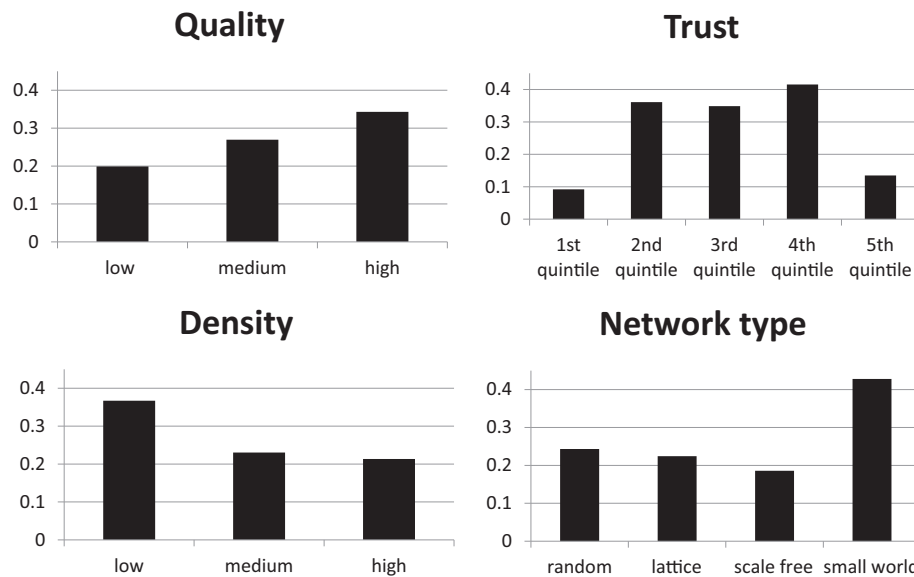 Quality
0.4
0.3
0.2
0.1
0
low medium high
Trust
0.4
0.3
0.2
0.1
0
1st 2nd 3rd 4th 5th
quintile quintile quintile quintile quintile
Density
0.4
0.3
0.2
0.1
0
low medium high
Network type
0.4
0.3
0.2
0.1
0
random lattice scale free small world